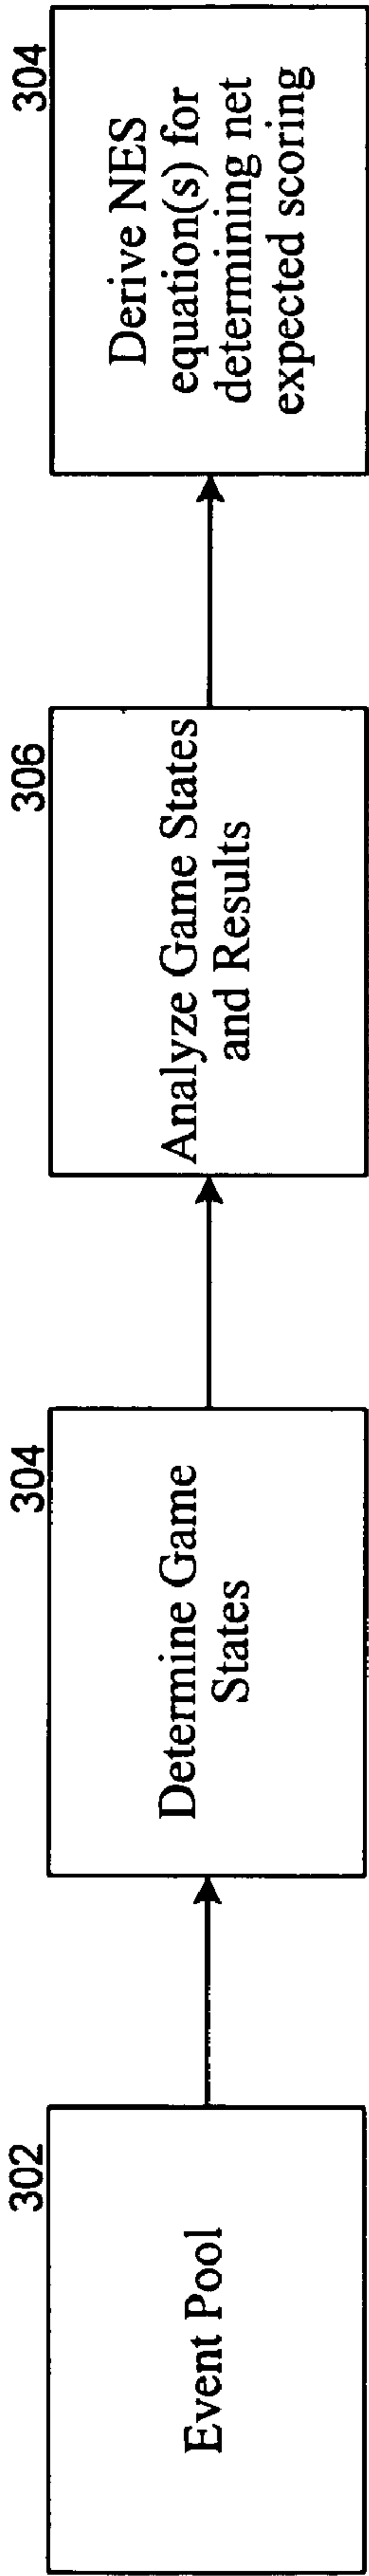 302
Event Pool
304
Determine Game
States
306
Analyze Game States
and Results
304
Derive NES
equation(s) for
determining net
expected scoring